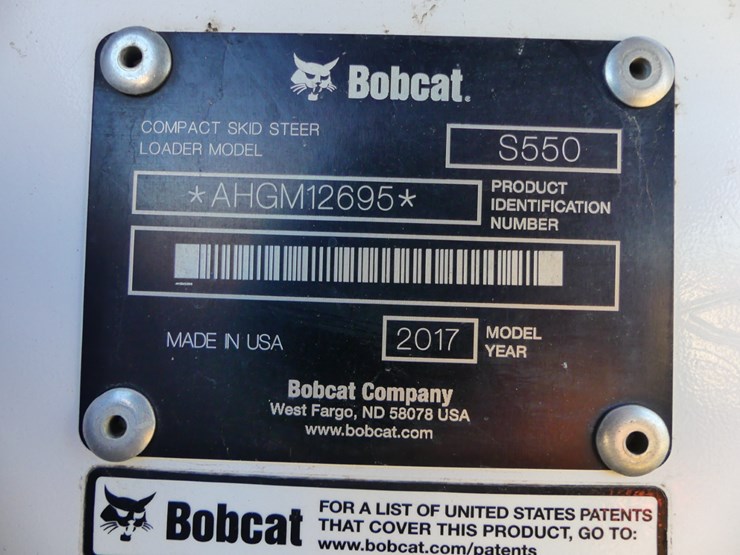 Bobcat®
COMPACT SKID STEER
LOADER MODEL
S550
*AHGM12695*
PRODUCT
IDENTIFICATION
NUMBER
MADE IN USA
2017
MODEL
YEAR
Bobcat Company
West Fargo, ND 58078 USA
www.bobcat.com
Bobcat
FOR A LIST OF UNITED STATES PATENTS
THAT COVER THIS PRODUCT, GO TO:
www.bobcat.com/patents